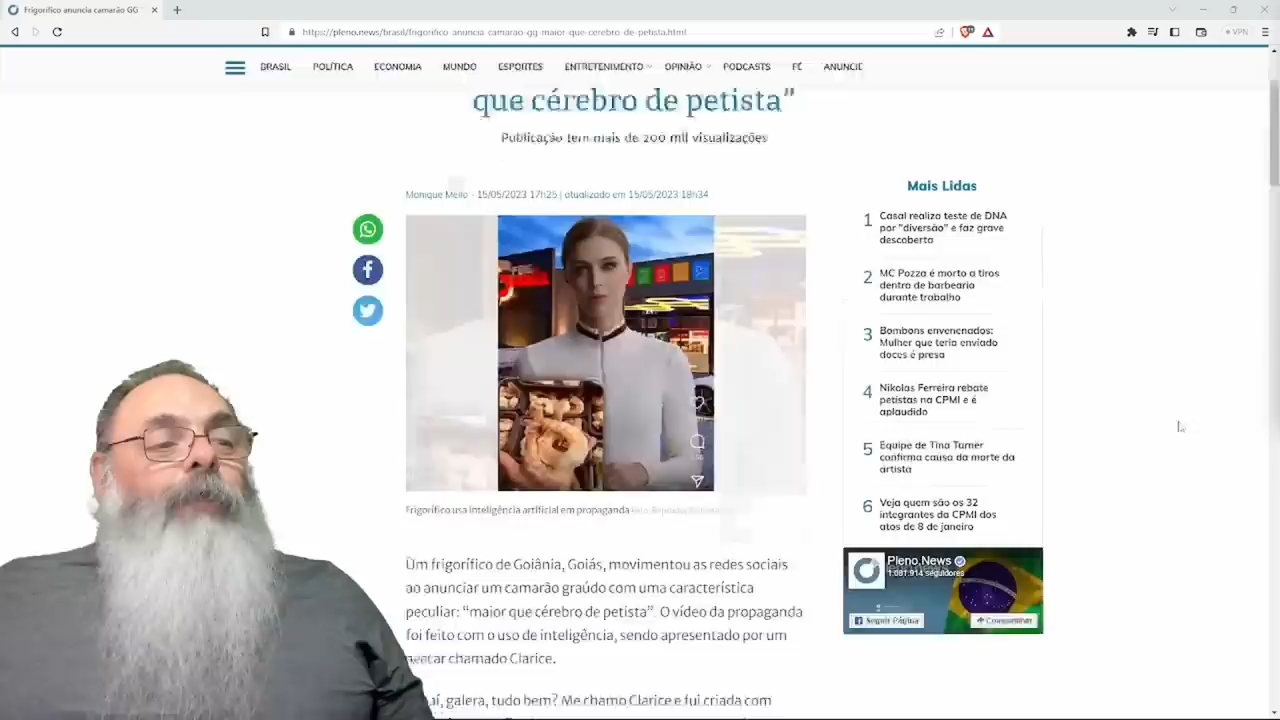 Frigorífico anuncia camarão GG
https://pleno.news/brasil/frigorifico-anuncia-camarao-gg-maior-que-cerebro-de-petista.html
VPN
BRASIL POLÍTICA ECONOMIA MUNDO ESPORTES ENTRETENIMENTO OPINIÃO PODCASTS FÉ ANUNCIE
que cérebro de petista”
Publicação tem mais de 200 mil visualizações
Monique Mello - 15/05/2023 17h25 | atualizado em 15/05/2023 18h34
Frigorífico usa inteligência artificial em propaganda
Um frigorífico de Goiânia, Goiás, movimentou as redes sociais
ao anunciar um camarão graúdo com uma característica
peculiar: “maior que cérebro de petista”. O vídeo da propaganda
foi feito com o uso de inteligência, sendo apresentado por um
chamado Clarice.
galera, tudo bem? Me chamo Clarice e fui criada com
Mais Lidas
1 Casal realiza teste de DNA
por "diversão" e faz grave
descoberta
2 MC Pozza é morto a tiros
dentro de barbearia
durante trabalho
3 Bombons envenenados:
Mulher que teria enviado
doces é presa
4 Nikolas Ferreira rebate
petistas na CPMI e é
aplaudido
5 Equipe de Tina Turner
confirma causa da morte da
artista
6 Veja quem são os 32
integrantes da CPMI dos
atos de 8 de janeiro
Pleno.News
1.081.914 seguidores
Seguir Página
Compartilhar